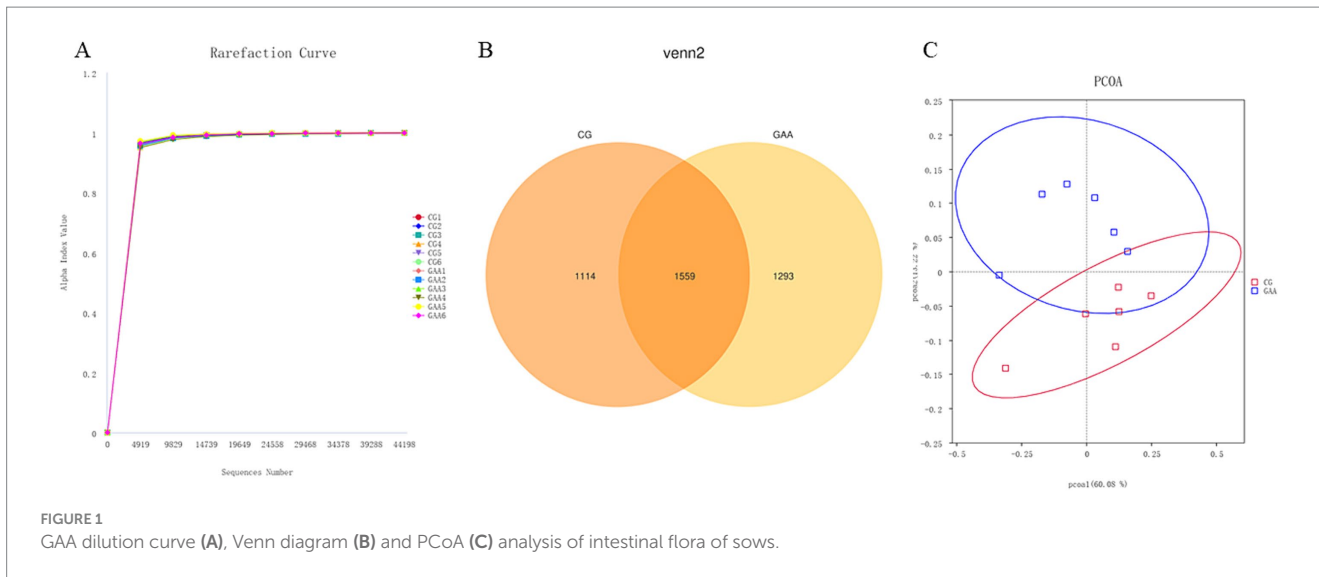 A
Rarefaction Curve
1.2
1
0.8
0.6
0.4
0.2
0
Alpha Index Value
0 4919 9829 14739 19649 24558 29468 34378 39288 44198
Sequences Number
CG1
CG2
CG3
CG4
CG5
CG6
GAA1
GAA2
GAA3
GAA4
GAA5
GAA6
B
venn2
CG GAA
1114 1559 1293
C
PCOA
0.25
0.2
0.15
0.1
0.05
0
-0.05
-0.1
-0.15
-0.2
-0.25
-0.5 -0.25 0 0.25 0.5
pcoa1(60.08 %)
CG
GAA
FIGURE 1
GAA dilution curve (A), Venn diagram (B) and PCoA (C) analysis of intestinal flora of sows.